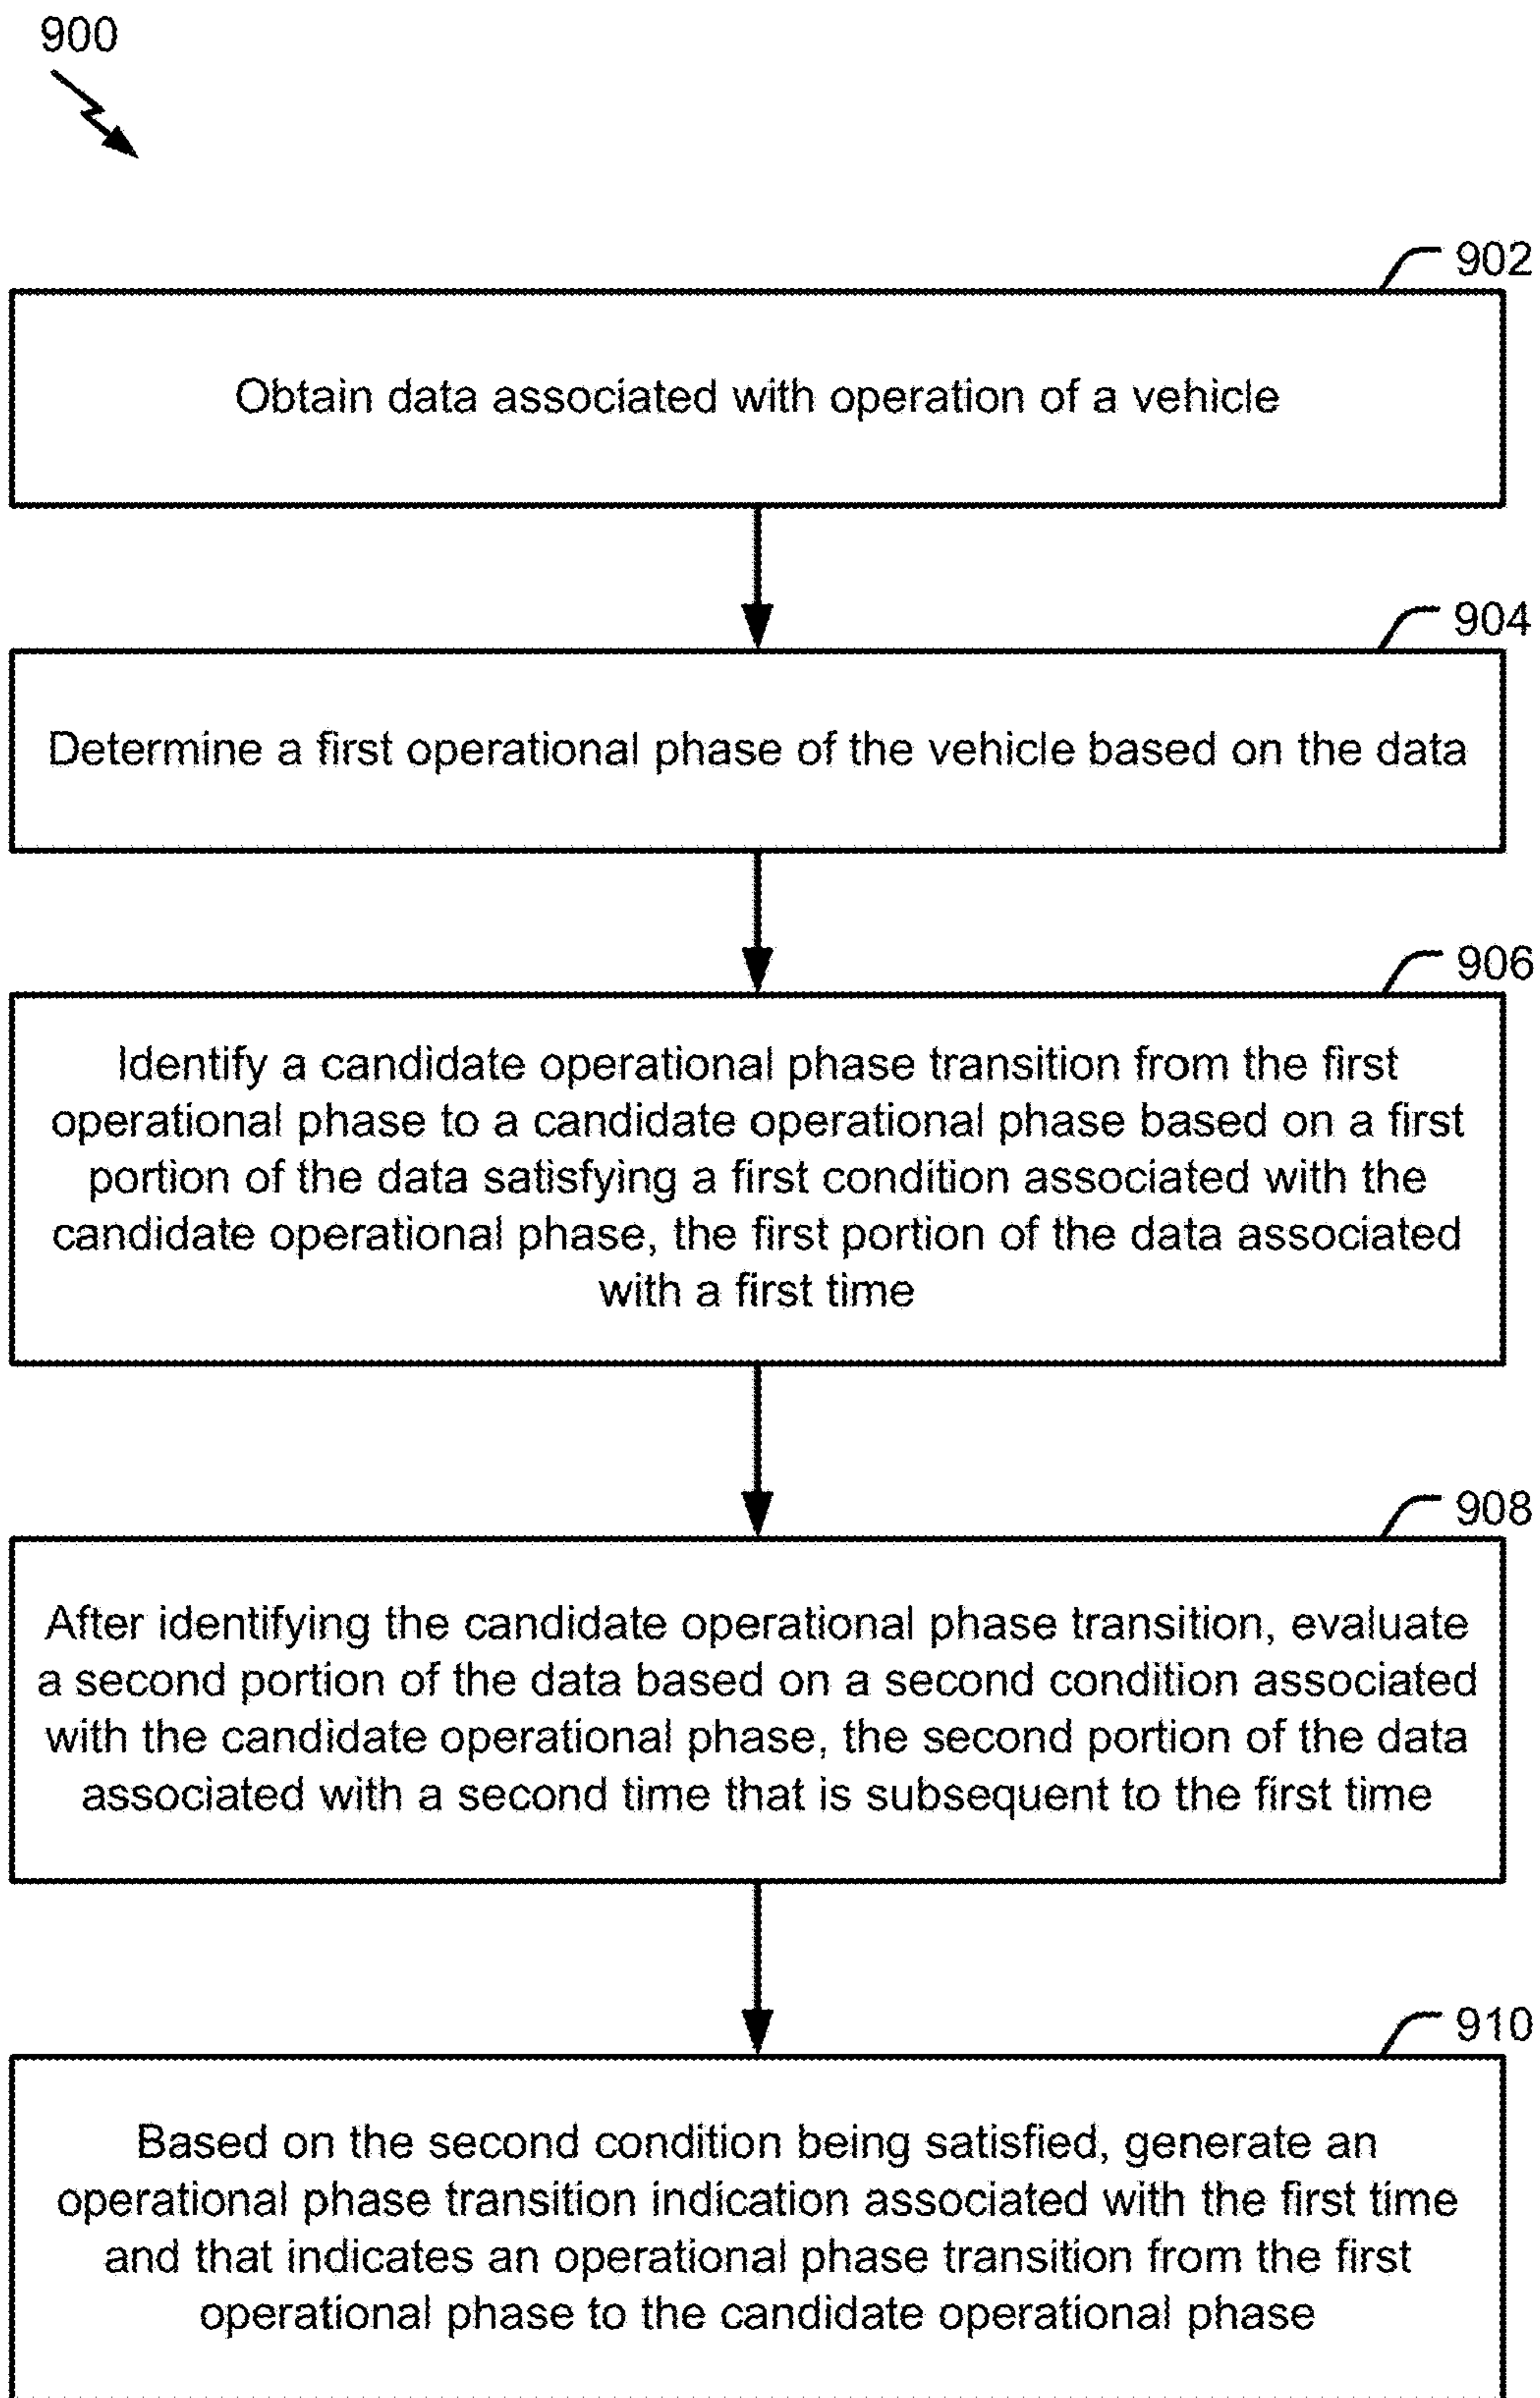 900
902
Obtain data associated with operation of a vehicle
904
Determine a first operational phase of the vehicle based on the data
906
Identify a candidate operational phase transition from the first
operational phase to a candidate operational phase based on a first
portion of the data satisfying a first condition associated with the
candidate operational phase, the first portion of the data associated
with a first time
908
After identifying the candidate operational phase transition, evaluate
a second portion of the data based on a second condition associated
with the candidate operational phase, the second portion of the data
associated with a second time that is subsequent to the first time
910
Based on the second condition being satisfied, generate an
operational phase transition indication associated with the first time
and that indicates an operational phase transition from the first
operational phase to the candidate operational phase